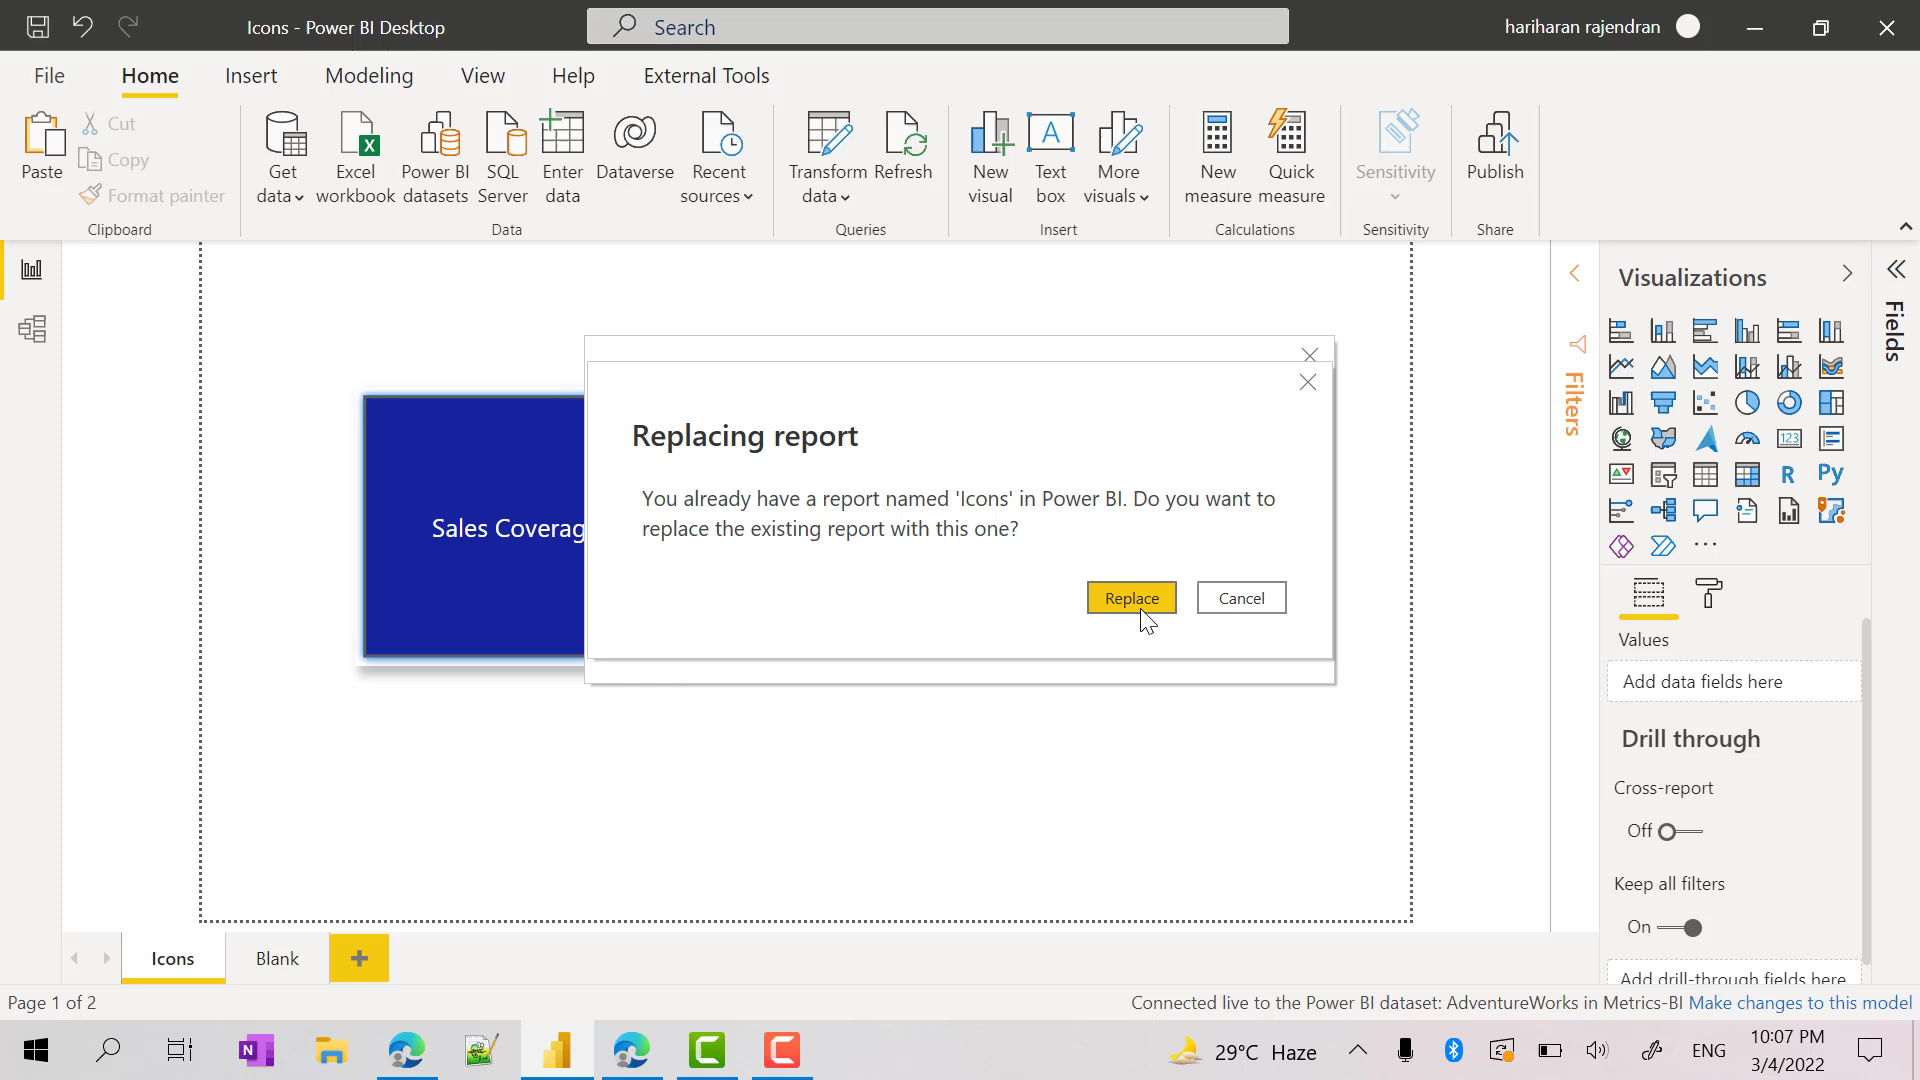 Icons - Power BI Desktop
Search
hariharan rajendran
File
Home
Insert
Modeling
View
Help
External Tools
Paste
Cut
Copy
Format painter
Clipboard
Get
data
Excel
workbook
Power BI
datasets
SQL
Server
Enter
data
Dataverse
Recent
sources
Data
Transform
data
Refresh
Queries
New
visual
A
Text
box
More
visuals
Insert
New
measure
Quick
measure
Calculations
Sensitivity
Sensitivity
Publish
Share
Sales Coverag
Replacing report
You already have a report named 'Icons' in Power BI. Do you want to
replace the existing report with this one?
Replace
Cancel
Filters
Visualizations
123
R
Py
Values
Add data fields here
Drill through
Cross-report
Off
Keep all filters
On
Add drill-through fields here
Fields
Icons
Blank
Page 1 of 2
Connected live to the Power BI dataset: AdventureWorks in Metrics-BI Make changes to this model
N
29°C Haze
ENG
10:07 PM
3/4/2022